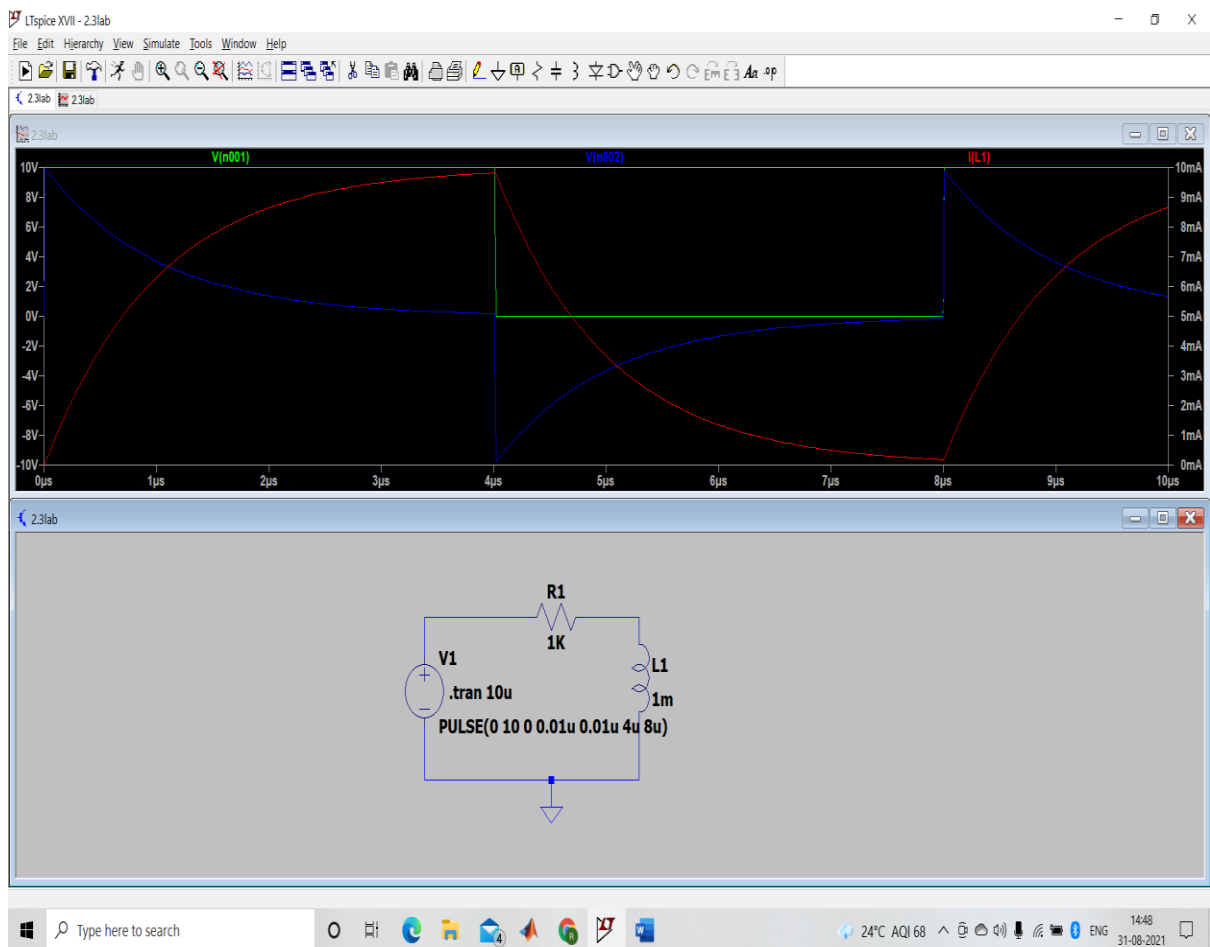 LTspice XVII - 2.3lab
File Edit Hierarchy View Simulate Tools Window Help
Aa .op
2.3lab 2.3lab
2.3lab
V(n001) V(n002) I(L1)
10V 10mA
8V 9mA
6V 8mA
4V 7mA
2V 6mA
0V 5mA
-2V 4mA
-4V 3mA
-6V 2mA
-8V 1mA
-10V 0mA
0µs 1µs 2µs 3µs 4µs 5µs 6µs 7µs 8µs 9µs 10µs
2.3lab
R1
1K
V1
L1
.tran 10u
1m
PULSE(0 10 0 0.01u 0.01u 4u 8u)
Type here to search
4
24°C AQI 68
ENG
14:48
31-08-2021